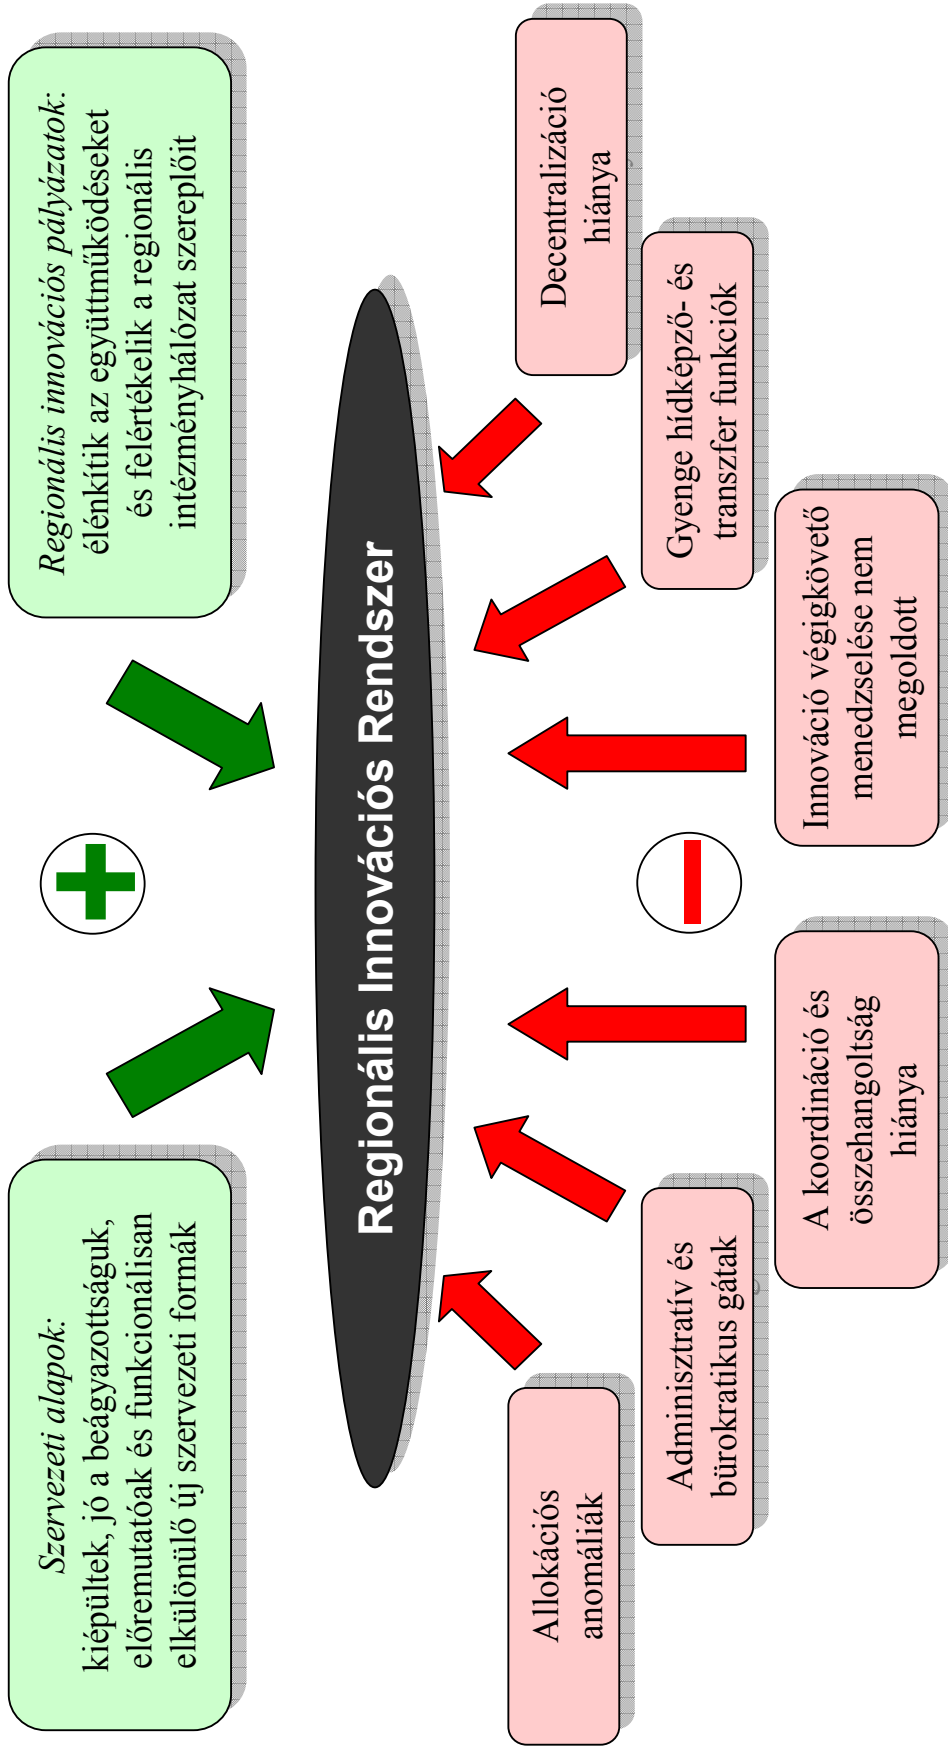 Szervezeti alapok:
kiépültek, jó a beágyazottságuk,
előremutatóak és funkcionálisan
elkülönülő új szervezeti formák
Regionális innovációs pályázatok:
élénkítik az együttműködéseket
és felértékelik a regionális
intézményhálózat szereplőit
Regionális Innovációs Rendszer
Allokációs
anomáliák
Adminisztratív és
bürokratikus gátak
A koordináció és
összehangoltság
hiánya
Innováció végigkövető
menedzselése nem
megoldott
Gyenge hídképző- és
transzfer funkciók
Decentralizáció
hiánya